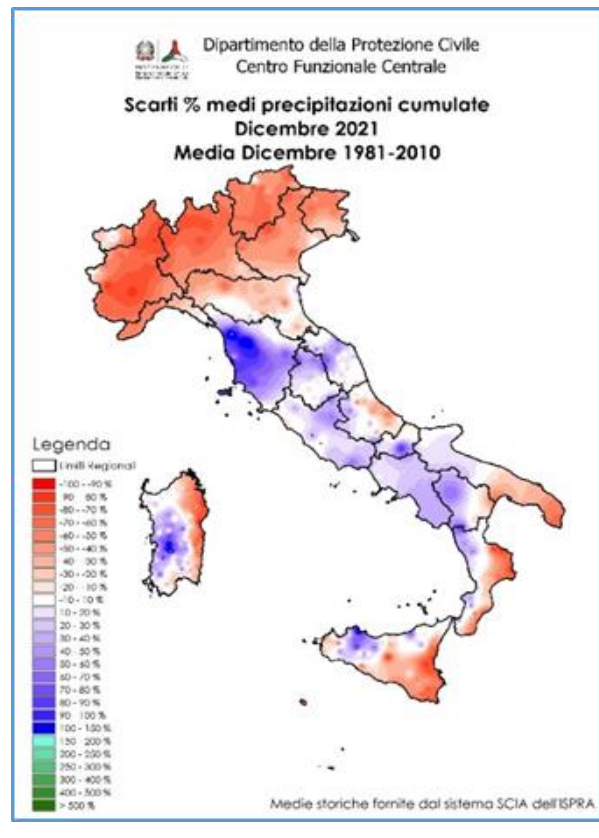 Dipartimento della Protezione Civile
Centro Funzionale Centrale
Scarti % medi precipitazioni cumulate
Dicembre 2021
Media Dicembre 1981-2010
Legenda
Limiti Regionali
-100 - -90 %
90 80 %
-80 - -70 %
-70 - -60 %
-60 - -50 %
-50 - -40 %
40 30 %
-30 - -20 %
-20 - -10 %
-10 - 10 %
10 - 20 %
20 - 30 %
30 - 40 %
40 - 50 %
50 - 60 %
60 - 70 %
70 - 80 %
80 - 90 %
90 100 %
100 - 150 %
150 200 %
200 - 250 %
250 - 300 %
300 - 400 %
400 - 500 %
> 500 %
Medie storiche fornite dal sistema SCIA dell'ISPRA